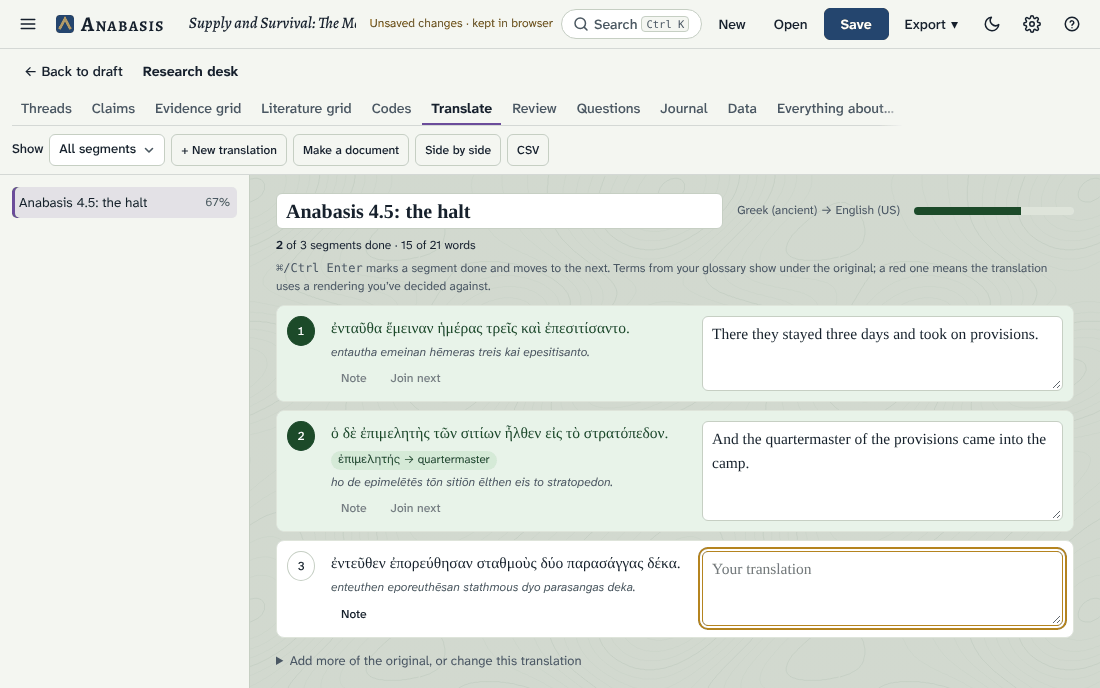 ANABASIS
Supply and Survival: The
Unsaved changes · kept in browser
Search Ctrl K
New
Open
Save
Export ▾
← Back to draft
Research desk
Threads
Claims
Evidence grid
Literature grid
Codes
Translate
Review
Questions
Journal
Data
Everything about…
Show
All segments
+ New translation
Make a document
Side by side
CSV
Anabasis 4.5: the halt
67%
Anabasis 4.5: the halt
Greek (ancient) → English (US)
2 of 3 segments done · 15 of 21 words
⌘/Ctrl Enter marks a segment done and moves to the next. Terms from your glossary show under the original; a red one means the translation
uses a rendering you've decided against.
1
ἐνταῦθα ἔμειναν ἡμέρας τρεῖς καὶ ἐπεσιτίσαντο.
entautha emeinan hēmeras treis kai epesitisanto.
Note
Join next
There they stayed three days and took on provisions.
2
ὁ δὲ ἐπιμελητὴς τῶν σιτίων ἦλθεν εἰς τὸ στρατόπεδον.
ἐπιμελητής → quartermaster
ho de epimelētēs tōn sitiōn ēlthen eis to stratopedon.
Note
Join next
And the quartermaster of the provisions came into the
camp.
3
ἐντεῦθεν ἐπορεύθησαν σταθμοὺς δύο παρασάγγας δέκα.
enteuthen eporeuthēsan stathmous dyo parasangas deka.
Note
Your translation
▶ Add more of the original, or change this translation